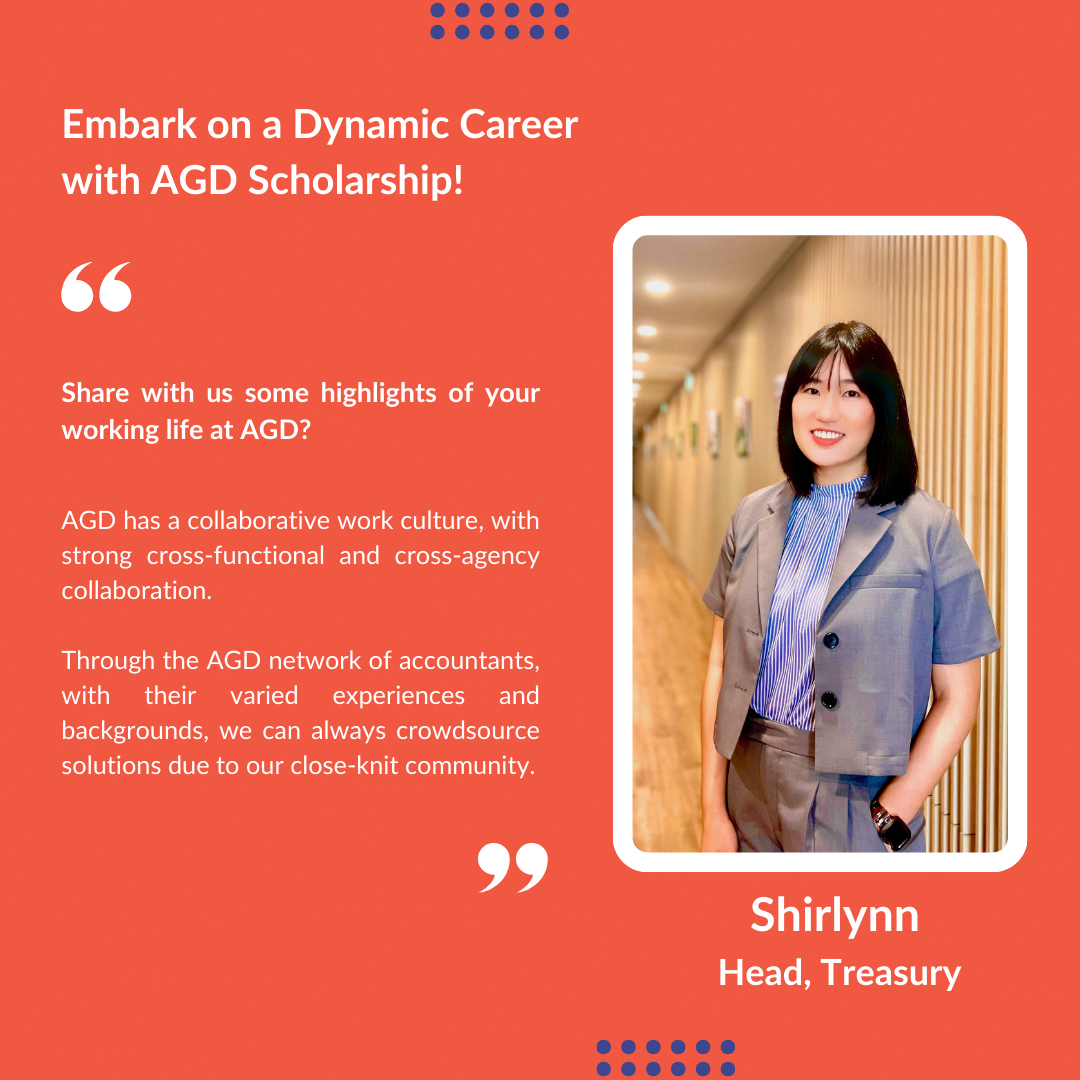 Embark on a Dynamic Career
with AGD Scholarship!
“
Share with us some highlights of your
working life at AGD?
AGD has a collaborative work culture, with
strong cross-functional and cross-agency
collaboration.
Through the AGD network of accountants,
with their varied experiences and
backgrounds, we can always crowdsource
solutions due to our close-knit community.
”
Shirlynn
Head, Treasury